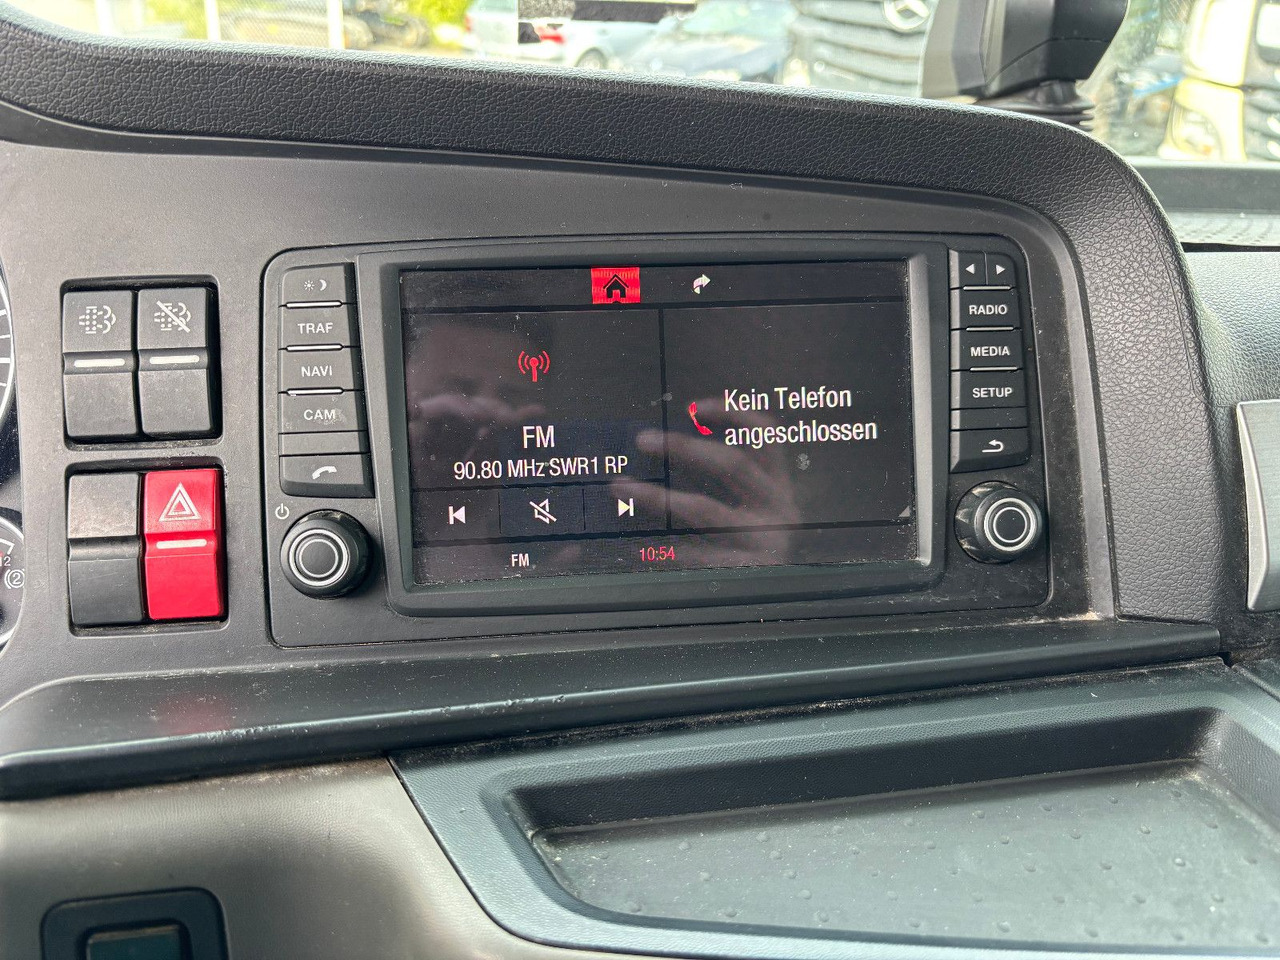 TRAF
NAVI
CAM
RADIO
MEDIA
SETUP
FM
90.80 MHz SWR1 RP
Kein Telefon
angeschlossen
FM
10:54